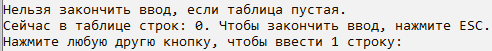 Нельзя закончить ввод, если таблица пустая.
Сейчас в таблице строк: 0. Чтобы закончить ввод, нажмите ESC.
Нажмите любую другю кнопку, чтобы ввести 1 строку: